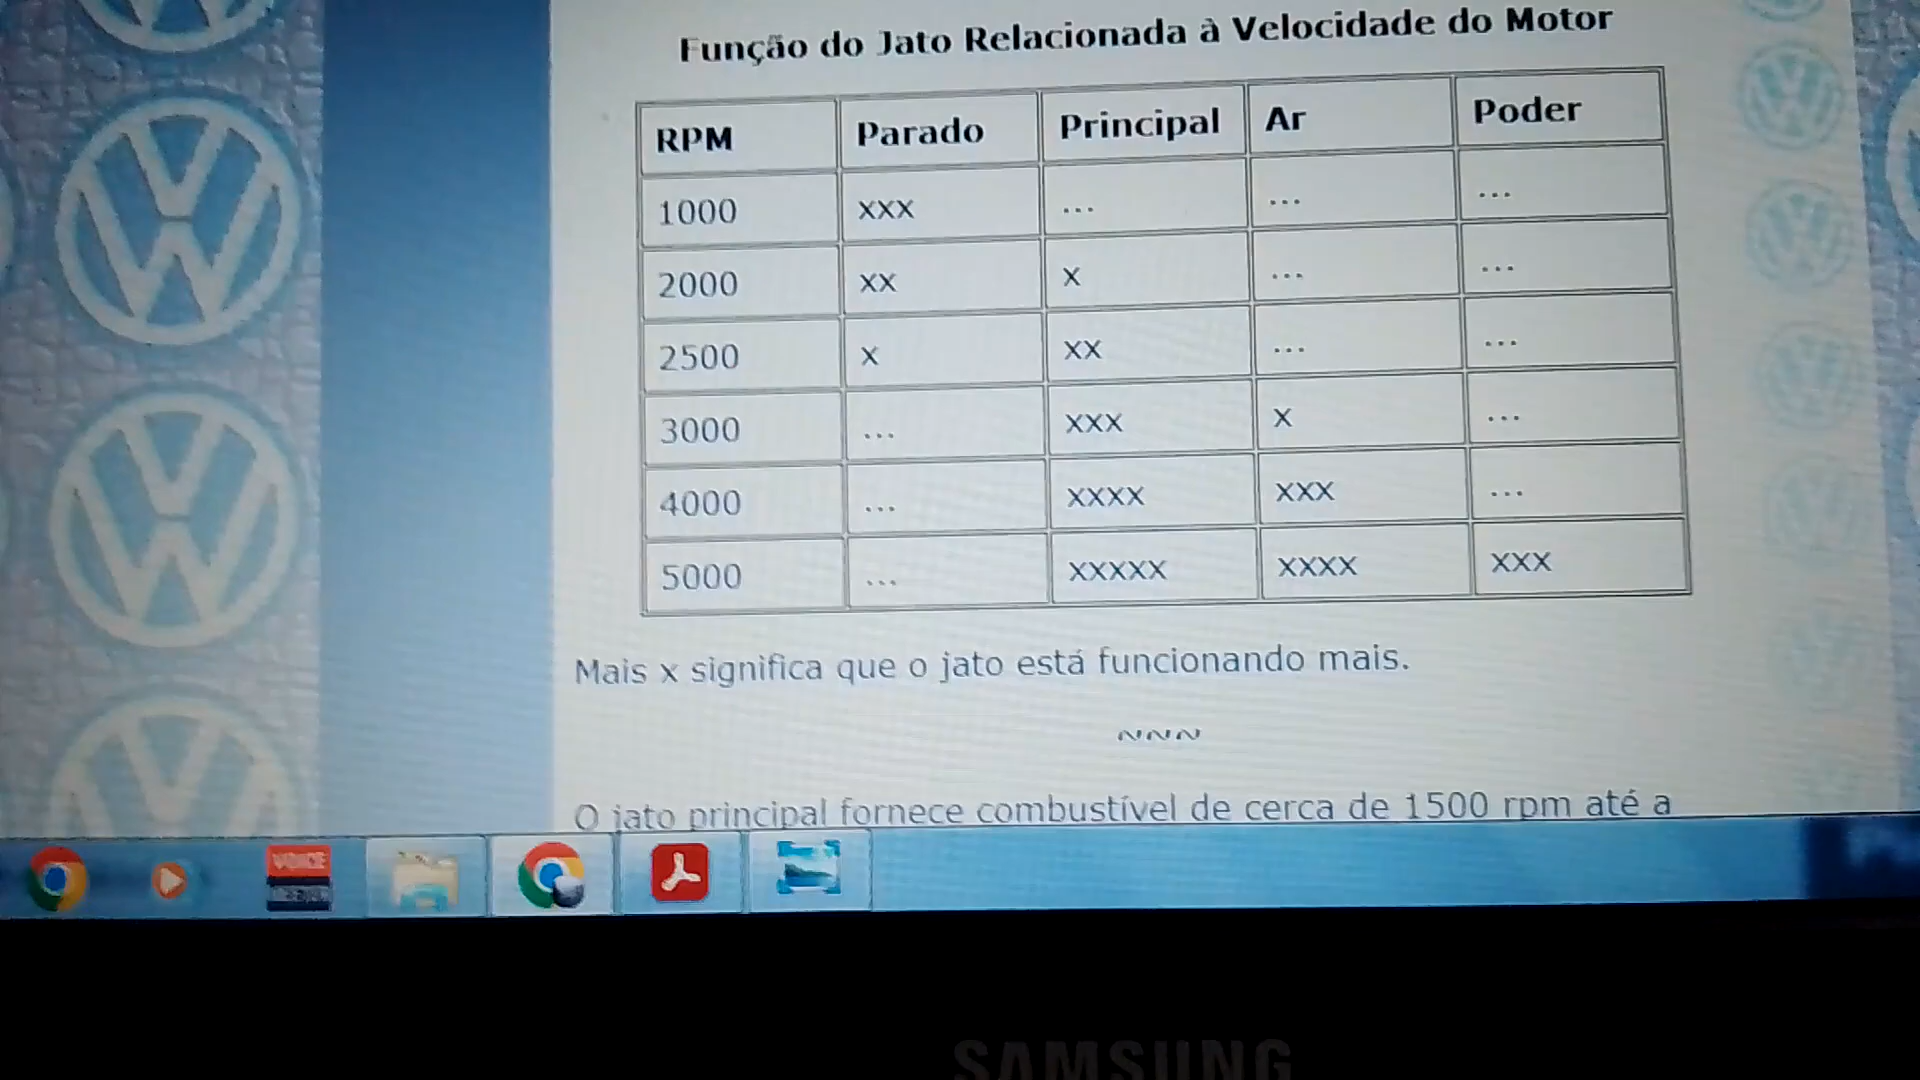 Função do Jato Relacionada à Velocidade do Motor
RPM Parado Principal Ar Poder
1000 xxx ... ... ...
2000 xx x ... ...
2500 x xx ... ...
3000 ... xxx x ...
4000 ... xxxx xxx ...
5000 ... xxxxx xxxx xxx
Mais x significa que o jato está funcionando mais.
~~~
O jato principal fornece combustível de cerca de 1500 rpm até a
SAMSUNG